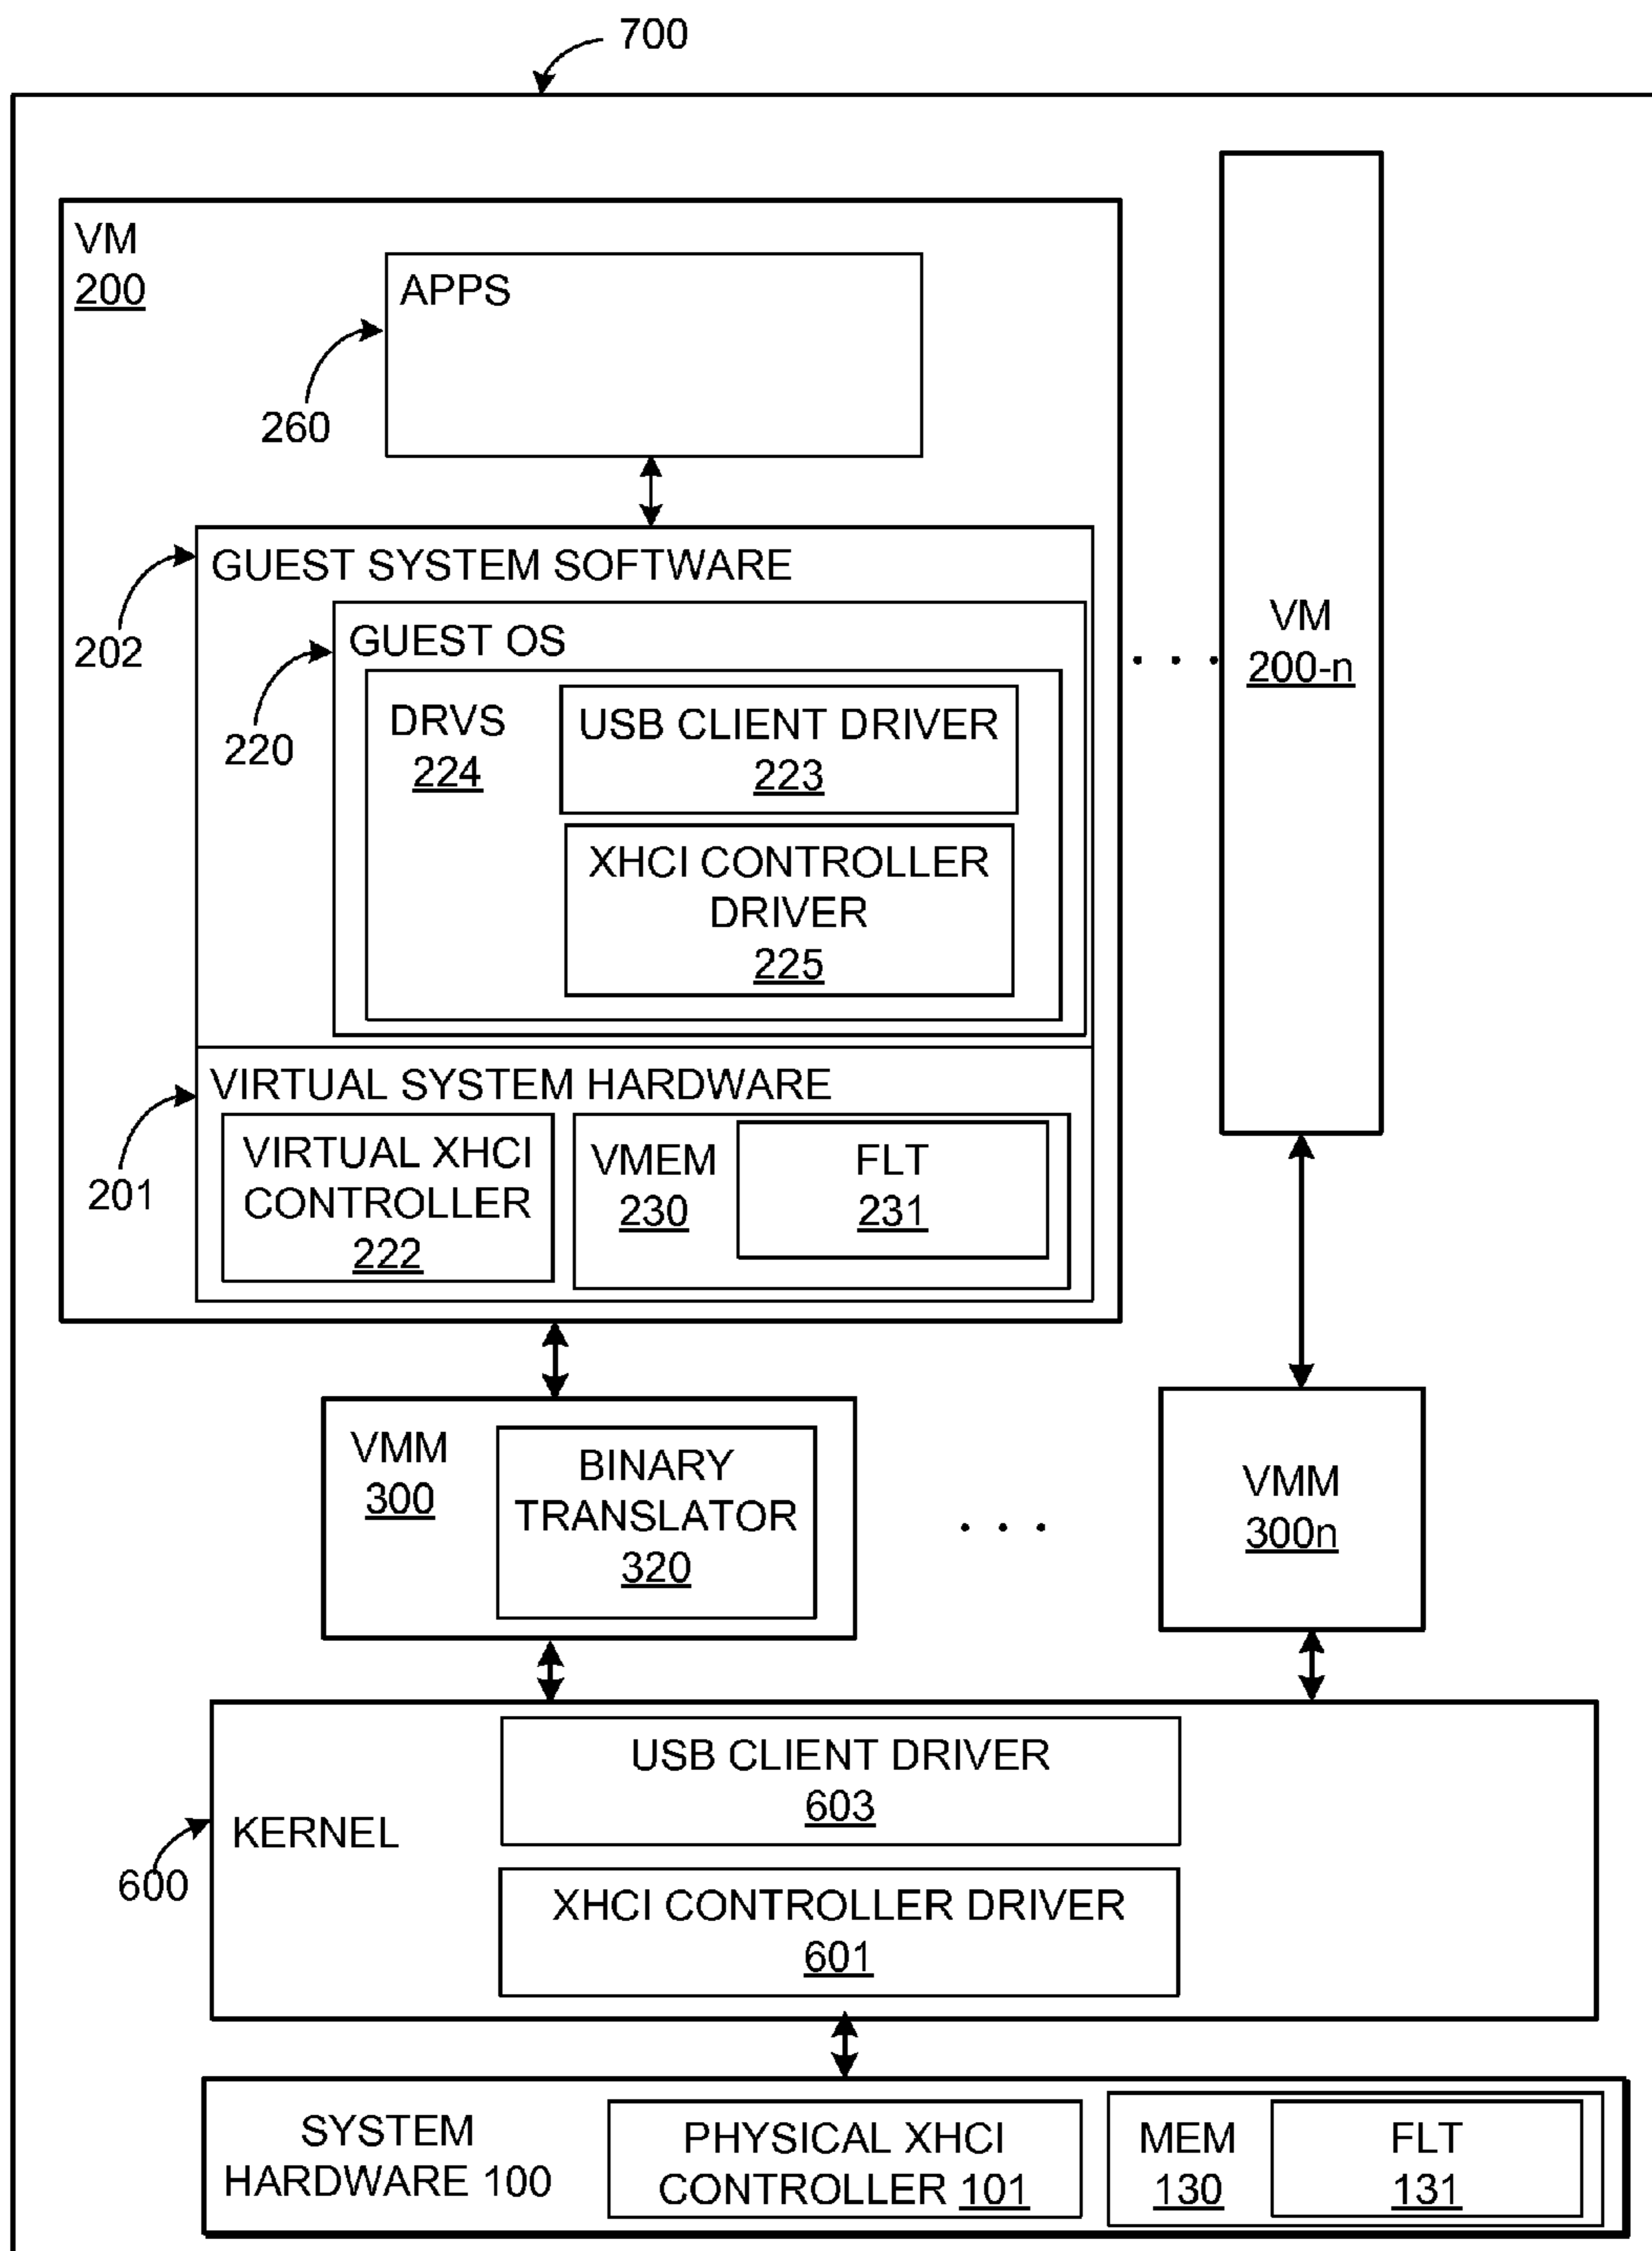 700
VM
200
APPS
260
GUEST SYSTEM SOFTWARE
202
GUEST OS
220
DRVS
224
USB CLIENT DRIVER
223
XHCI CONTROLLER
DRIVER
225
VIRTUAL SYSTEM HARDWARE
201
VIRTUAL XHCI
CONTROLLER
222
VMEM
230
FLT
231
. . .
VM
200-n
VMM
300
BINARY
TRANSLATOR
320
. . .
VMM
300n
KERNEL
600
USB CLIENT DRIVER
603
XHCI CONTROLLER DRIVER
601
SYSTEM
HARDWARE 100
PHYSICAL XHCI
CONTROLLER 101
MEM
130
FLT
131